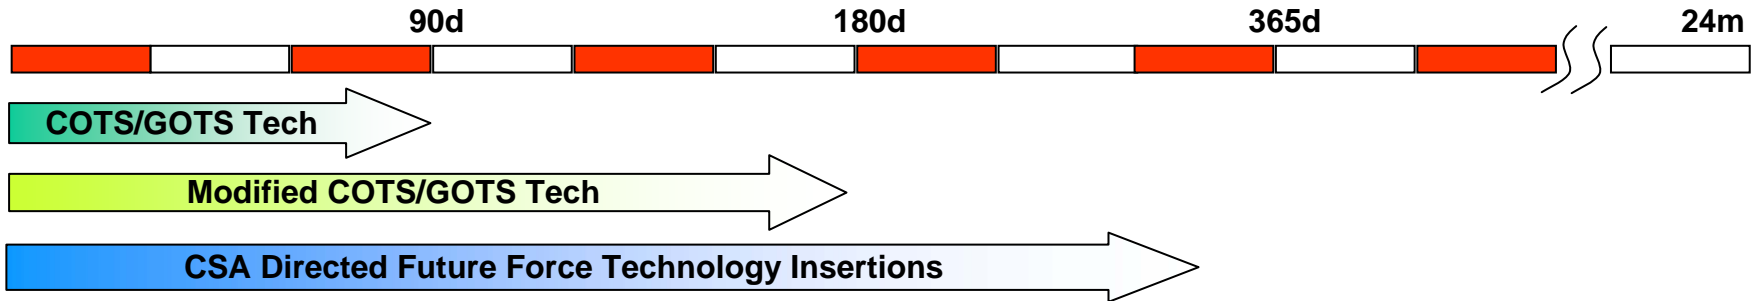 90d 180d 365d 24m
COTS/GOTS Tech
Modified COTS/GOTS Tech
CSA Directed Future Force Technology Insertions